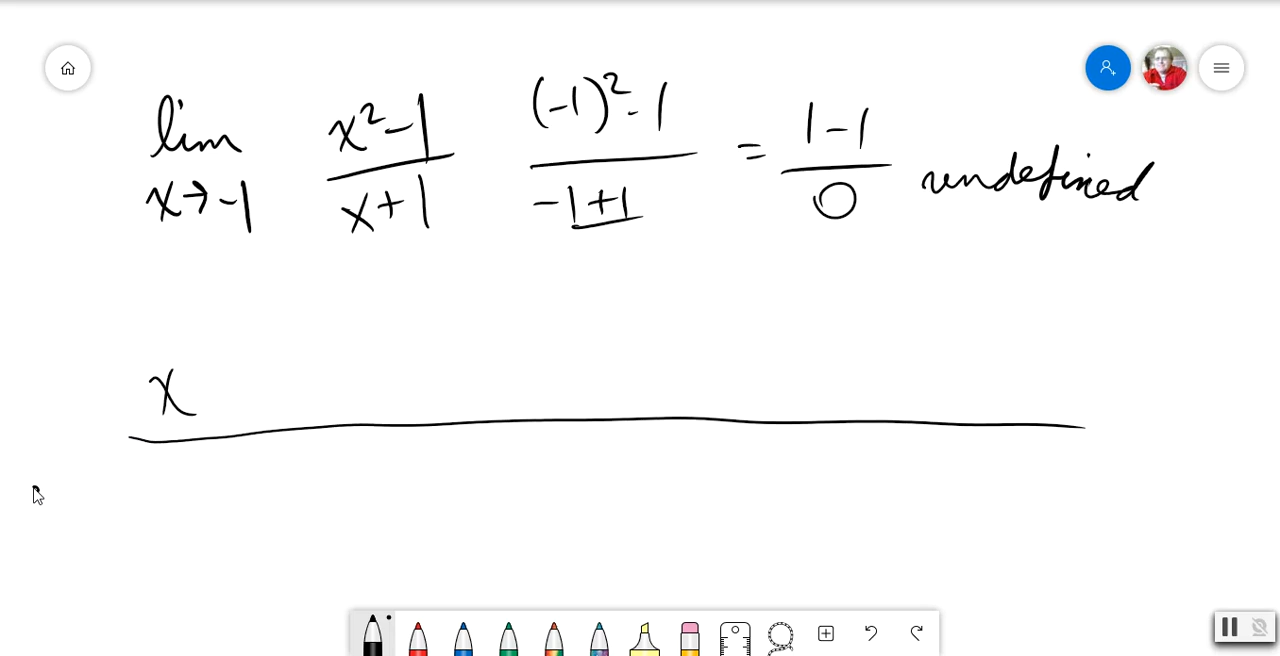 lim x→-1 (x²-1)/(x+1) ((-1)²-1)/(-1+1) = (1-1)/0 undefined
x